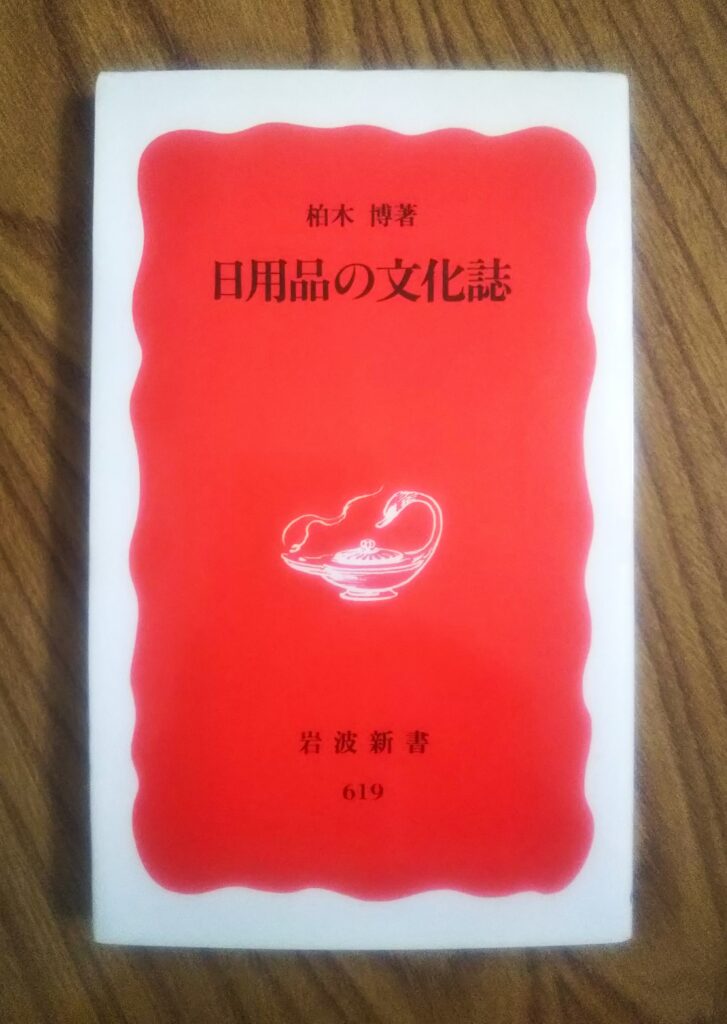 柏木 博著
日用品の文化誌
岩波新書
619